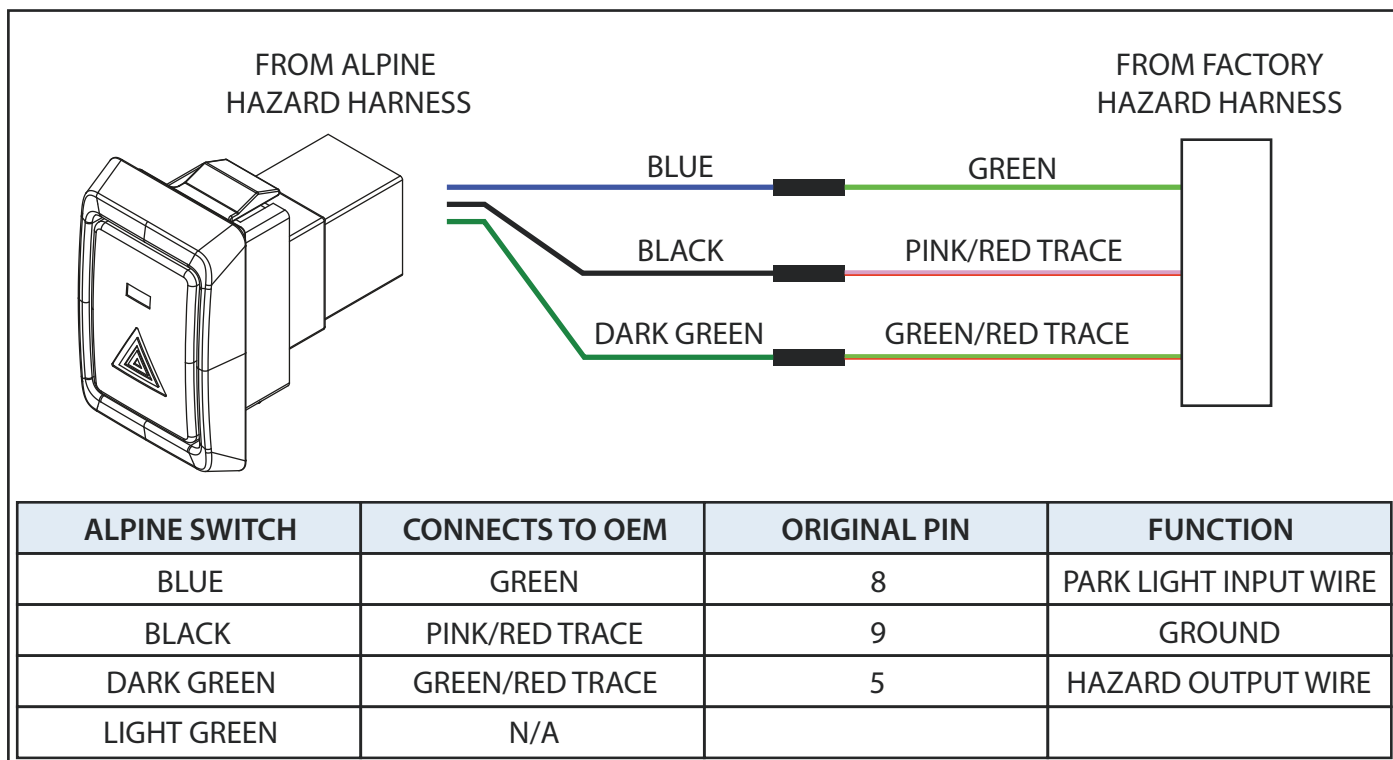 FROM ALPINE
HAZARD HARNESS
FROM FACTORY
HAZARD HARNESS
BLUE
GREEN
BLACK
PINK/RED TRACE
DARK GREEN
GREEN/RED TRACE
ALPINE SWITCH CONNECTS TO OEM ORIGINAL PIN FUNCTION
BLUE GREEN 8 PARK LIGHT INPUT WIRE
BLACK PINK/RED TRACE 9 GROUND
DARK GREEN GREEN/RED TRACE 5 HAZARD OUTPUT WIRE
LIGHT GREEN N/A